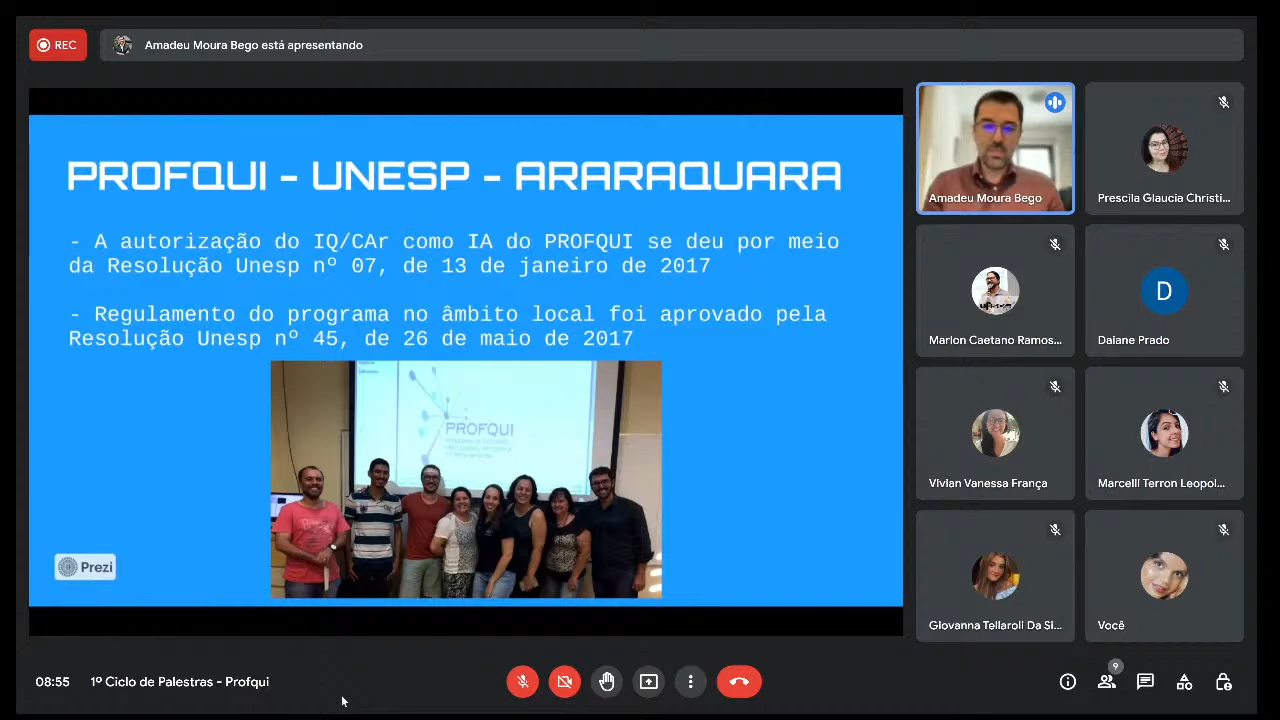 REC
Amadeu Moura Bego está apresentando
PROFQUI - UNESP - ARARAQUARA
- A autorização do IQ/CAr como IA do PROFQUI se deu por meio
da Resolução Unesp nº 07, de 13 de janeiro de 2017
- Regulamento do programa no âmbito local foi aprovado pela
Resolução Unesp nº 45, de 26 de maio de 2017
PROFQUI
Prezi
Amadeu Moura Bego
Prescila Glaucia Christi...
Marlon Caetano Ramos...
D
Daiane Prado
Vivian Vanessa França
Marcelli Terron Leopol...
Giovanna Tellaroli Da Si...
Você
08:55
1º Ciclo de Palestras - Profqui
9